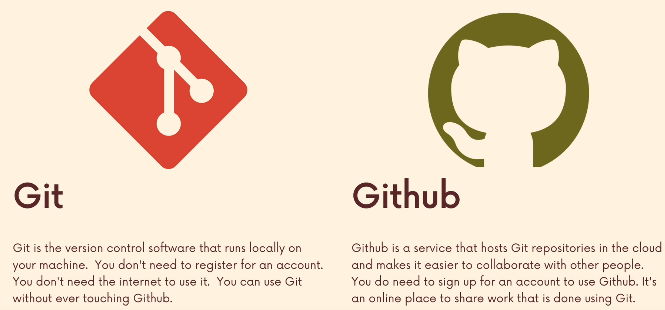 Git
Git is the version control software that runs locally on
your machine.  You don't need to register for an account.
You don't need the internet to use it.  You can use Git
without ever touching Github.
Github
Github is a service that hosts Git repositories in the cloud
and makes it easier to collaborate with other people.
You do need to sign up for an account to use Github. It's
an online place to share work that is done using Git.